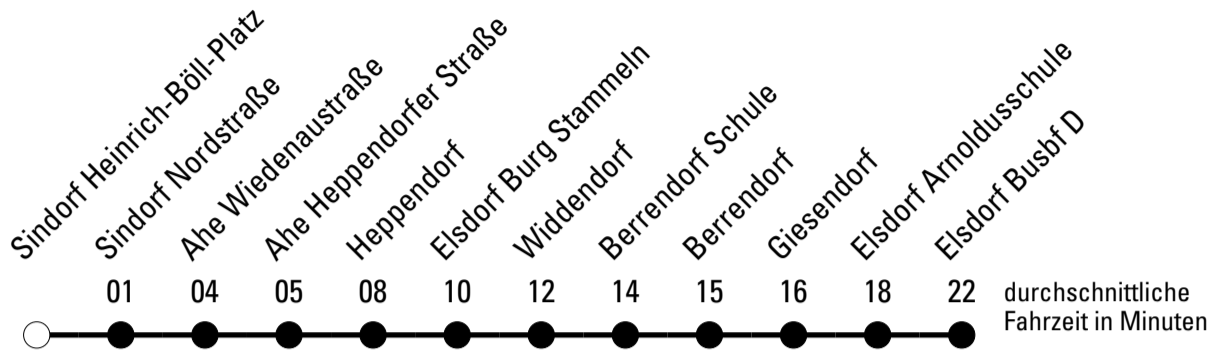 Sindorf Heinrich-Böll-Platz
Sindorf Nordstraße
Ahe Wiedenaustraße
Ahe Heppendorfer Straße
Heppendorf
Elsdorf Burg Stammeln
Widdendorf
Berrendorf Schule
Berrendorf
Giesendorf
Elsdorf Arnoldusschule
Elsdorf Busbf D
01 04 05 08 10 12 14 15 16 18 22
durchschnittliche
Fahrzeit in Minuten